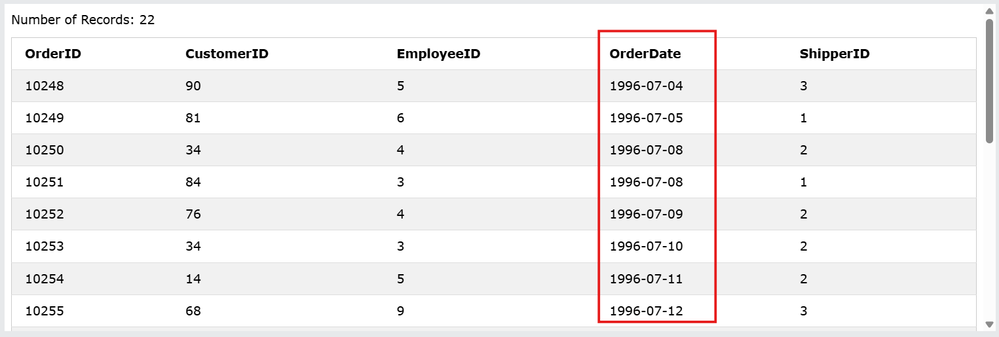 Number of Records: 22
OrderID CustomerID EmployeeID OrderDate ShipperID
10248 90 5 1996-07-04 3
10249 81 6 1996-07-05 1
10250 34 4 1996-07-08 2
10251 84 3 1996-07-08 1
10252 76 4 1996-07-09 2
10253 34 3 1996-07-10 2
10254 14 5 1996-07-11 2
10255 68 9 1996-07-12 3